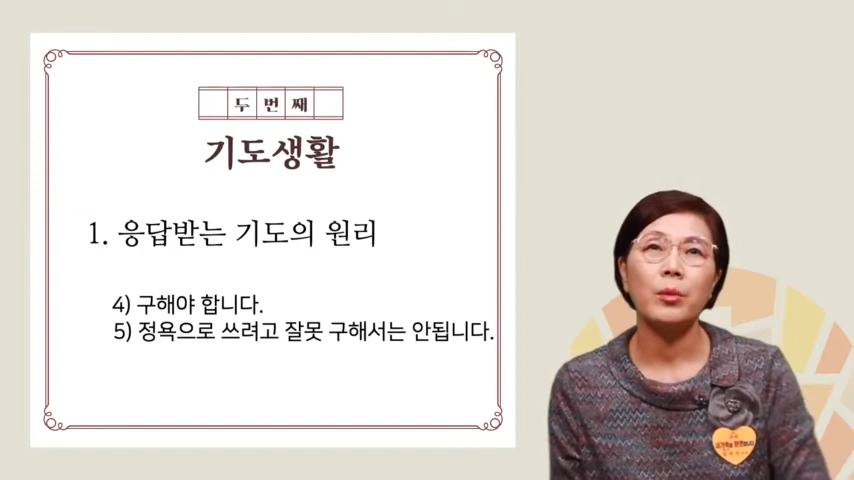 두번째
기도생활
1. 응답받는 기도의 원리
4) 구해야 합니다.
5) 정욕으로 쓰려고 잘못 구해서는 안됩니다.